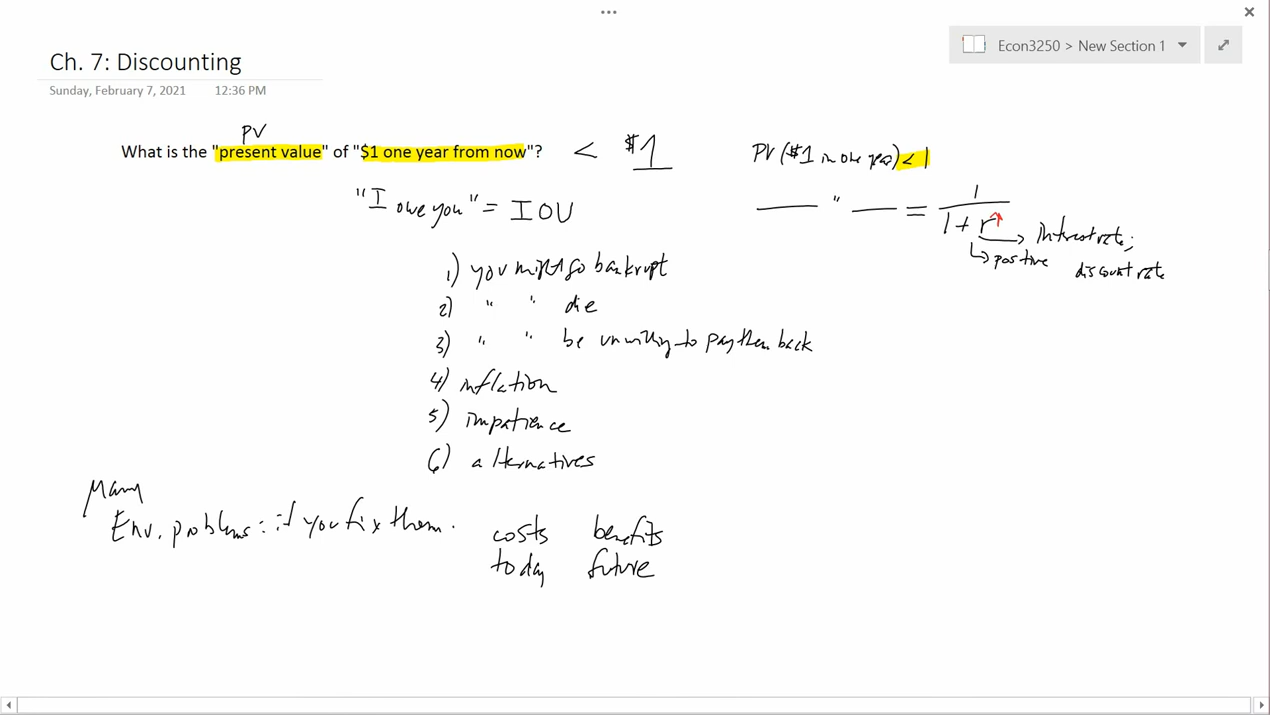 Econ3250 > New Section 1
Ch. 7: Discounting
Sunday, February 7, 2021 12:36 PM
PV
What is the "present value" of "$1 one year from now"? < $1
PV ($1 in one year) < 1
"I owe you" = IOU
" = 1 / 1 + r ↑
→ interest rate;
discount rate
↳ positive
1) you might go bankrupt
2) " " die
3) " " be unwilling to pay them back
4) inflation
5) impatience
6) alternatives
Many
Env. problems: if you fix them.
costs benefits
today future